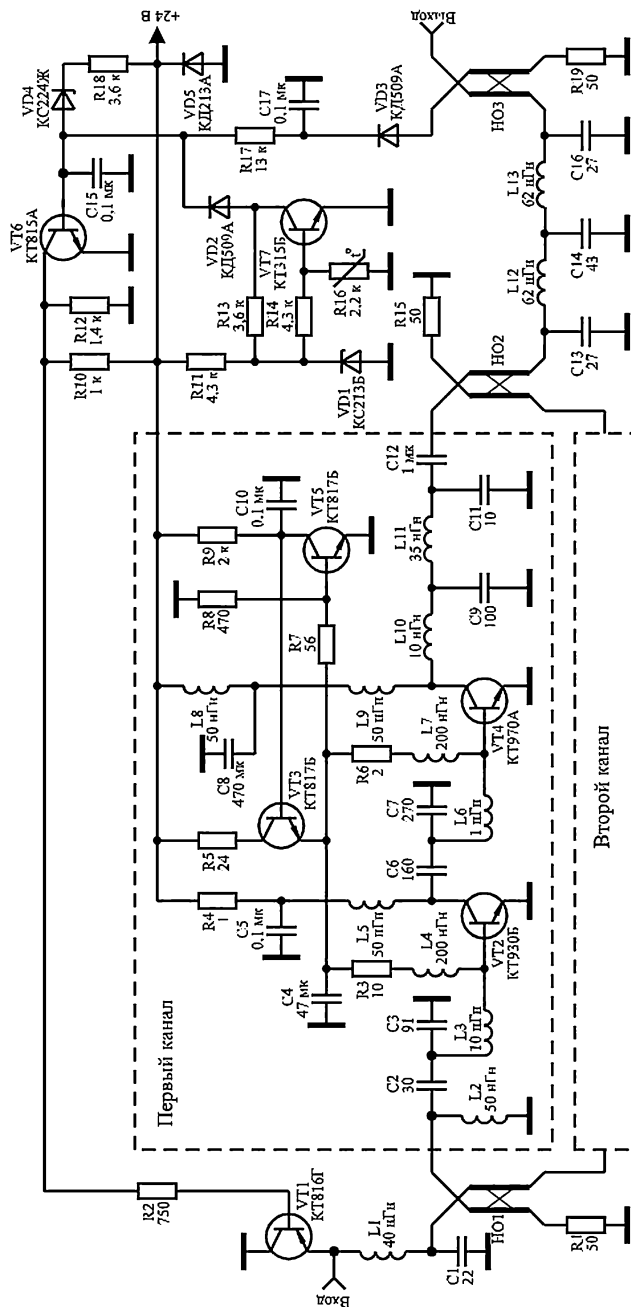 VT6
КТ815А
VD4
КС224Ж
R18
3,6 к
+24 В
C15
0,1 мк
VD5
КД213А
R12
1,4 к
R10
1 к
VD2
КД509А
R17
13 к
C17
0,1 мк
VD3
КД509А
Выход
VT7
КТ315Б
R13
3,6 к
R14
4,3 к
R16
2,2 к
t°
R11
4,3 к
VD1
КС213Б
R15
50
НО3
R19
50
C16
27
L13
62 нГн
C14
43
L12
62 нГн
C13
27
НО2
Первый канал
C12
1 мк
C10
0,1 мк
R9
2 к
VT5
КТ817Б
R8
470
R7
56
C11
10
L11
35 нГн
C9
100
L10
10 нГн
L8
50 нГн
C8
470 мк
L9
50 нГн
VT3
КТ817Б
R6
2
L7
200 нГн
VT4
КТ970А
R5
24
C7
270
L6
1 нГн
C6
160
R4
1
C5
0,1 мк
L5
50 нГн
L4
200 нГн
VT2
КТ930Б
R3
10
C4
47 мк
C3
91
L3
10 нГн
C2
30
L2
50 нГн
Второй канал
R2
750
VT1
КТ816Г
Вход
L1
40 нГн
C1
22
НО1
R1
50